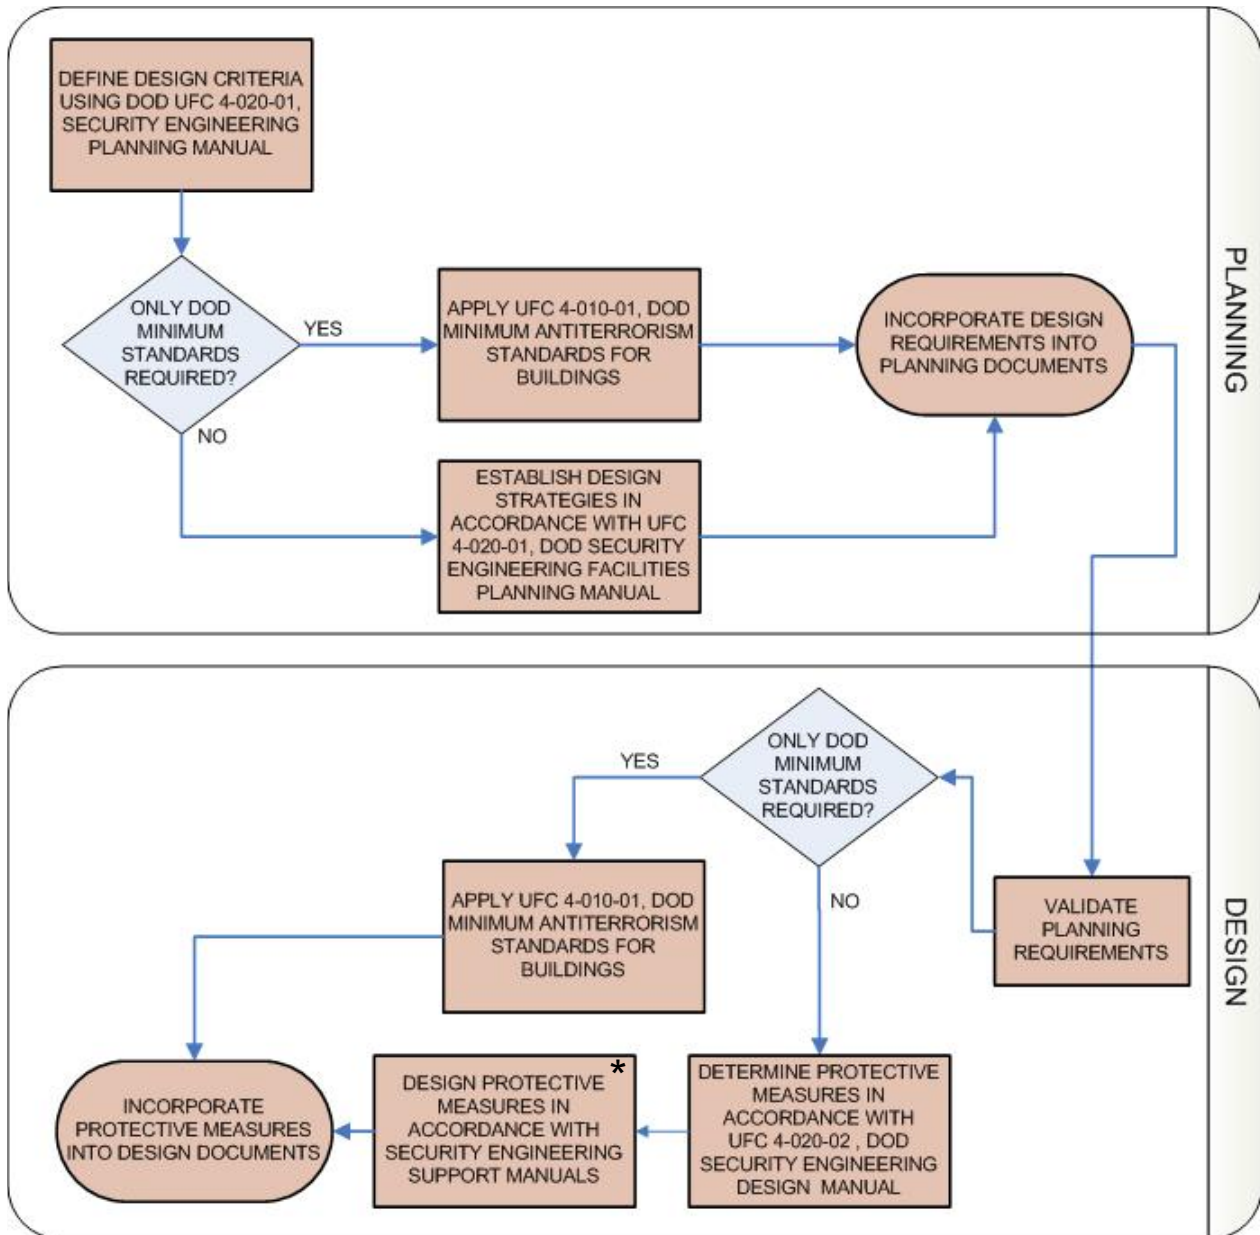 DEFINE DESIGN CRITERIA
USING DOD UFC 4-020-01,
SECURITY ENGINEERING
PLANNING MANUAL
ONLY DOD
MINIMUM
STANDARDS
REQUIRED?
YES
NO
APPLY UFC 4-010-01, DOD
MINIMUM ANTITERRORISM
STANDARDS FOR
BUILDINGS
ESTABLISH DESIGN
STRATEGIES IN
ACCORDANCE WITH UFC
4-020-01, DOD SECURITY
ENGINEERING FACILITIES
PLANNING MANUAL
INCORPORATE DESIGN
REQUIREMENTS INTO
PLANNING DOCUMENTS
PLANNING
VALIDATE
PLANNING
REQUIREMENTS
ONLY DOD
MINIMUM
STANDARDS
REQUIRED?
YES
NO
APPLY UFC 4-010-01, DOD
MINIMUM ANTITERRORISM
STANDARDS FOR
BUILDINGS
DETERMINE PROTECTIVE
MEASURES IN
ACCORDANCE WITH
UFC 4-020-02 , DOD
SECURITY ENGINEERING
DESIGN MANUAL
*
DESIGN PROTECTIVE
MEASURES IN
ACCORDANCE WITH
SECURITY ENGINEERING
SUPPORT MANUALS
INCORPORATE
PROTECTIVE MEASURES
INTO DESIGN DOCUMENTS
DESIGN